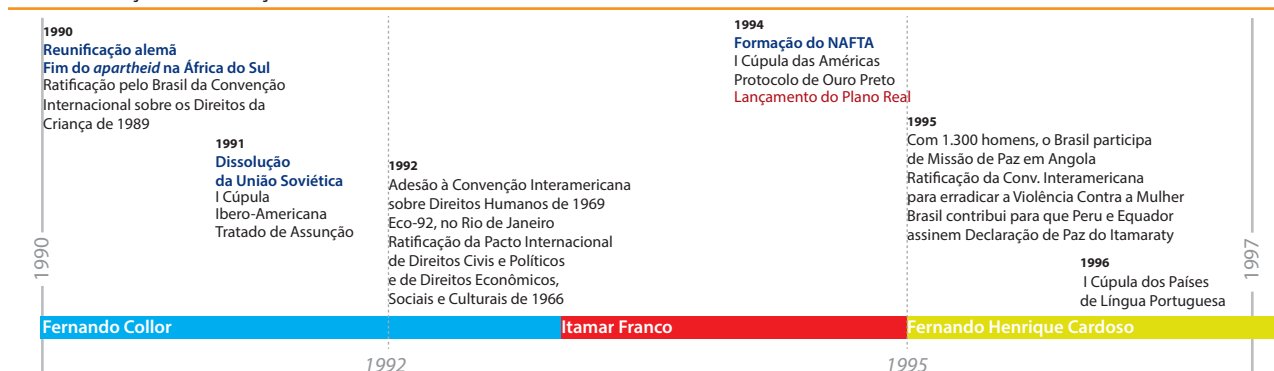 1990
Reunificação alemã
Fim do apartheid na África do Sul
Ratificação pelo Brasil da Convenção
Internacional sobre os Direitos da
Criança de 1989
1991
Dissolução
da União Soviética
I Cúpula
Ibero-Americana
Tratado de Assunção
1992
Adesão à Convenção Interamericana
sobre Direitos Humanos de 1969
Eco-92, no Rio de Janeiro
Ratificação da Pacto Internacional
de Direitos Civis e Políticos
e de Direitos Econômicos,
Sociais e Culturais de 1966
1994
Formação do NAFTA
I Cúpula das Américas
Protocolo de Ouro Preto
Lançamento do Plano Real
1995
Com 1.300 homens, o Brasil participa
de Missão de Paz em Angola
Ratificação da Conv. Interamericana
para erradicar a Violência Contra a Mulher
Brasil contribui para que Peru e Equador
assinem Declaração de Paz do Itamaraty
1996
I Cúpula dos Países
de Língua Portuguesa
1990
1997
Fernando Collor
Itamar Franco
Fernando Henrique Cardoso
1992
1995